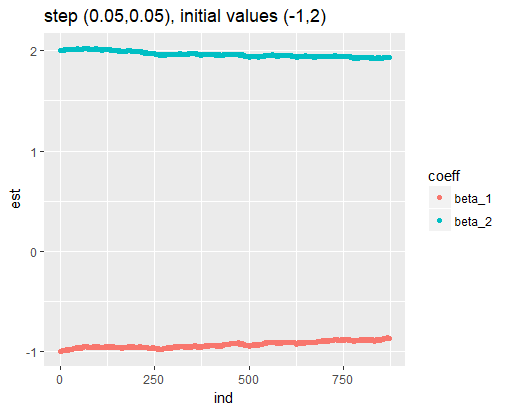 step (0.05,0.05), initial values (-1,2)
2
1
0
-1
est
0
250
500
750
ind
coeff
beta_1
beta_2